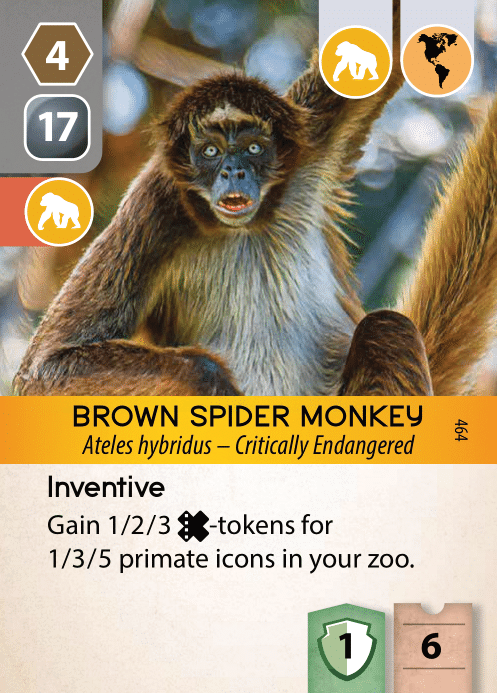 4
17
BROWN SPIDER MONKEY
Ateles hybridus – Critically Endangered
464
Inventive
Gain 1/2/3 -tokens for
1/3/5 primate icons in your zoo.
1
6